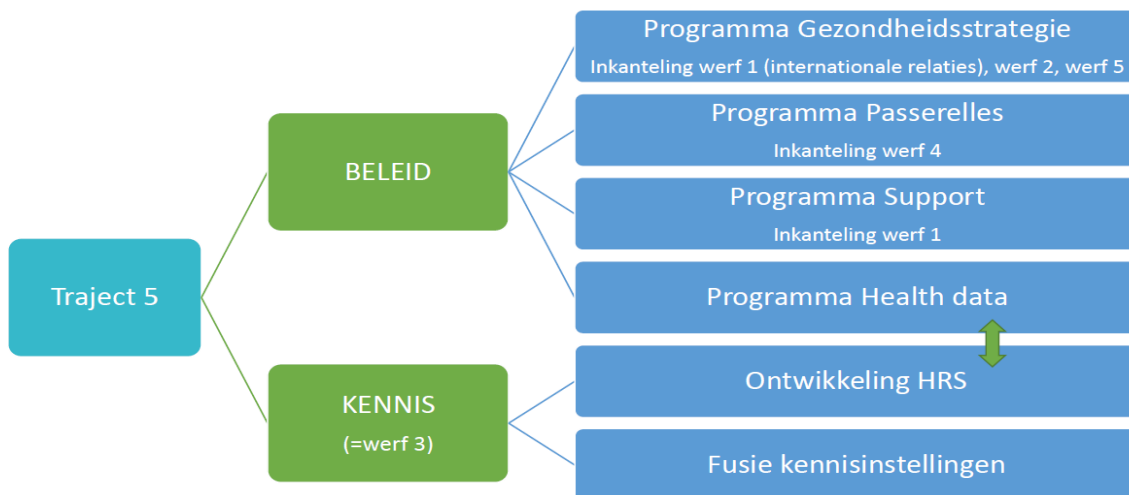 Traject 5
BELEID
Programma Gezondheidsstrategie
Inkanteling werf 1 (internationale relaties), werf 2, werf 5
Programma Passerelles
Inkanteling werf 4
Programma Support
Inkanteling werf 1
Programma Health data
KENNIS
(=werf 3)
Ontwikkeling HRS
Fusie kennisinstellingen